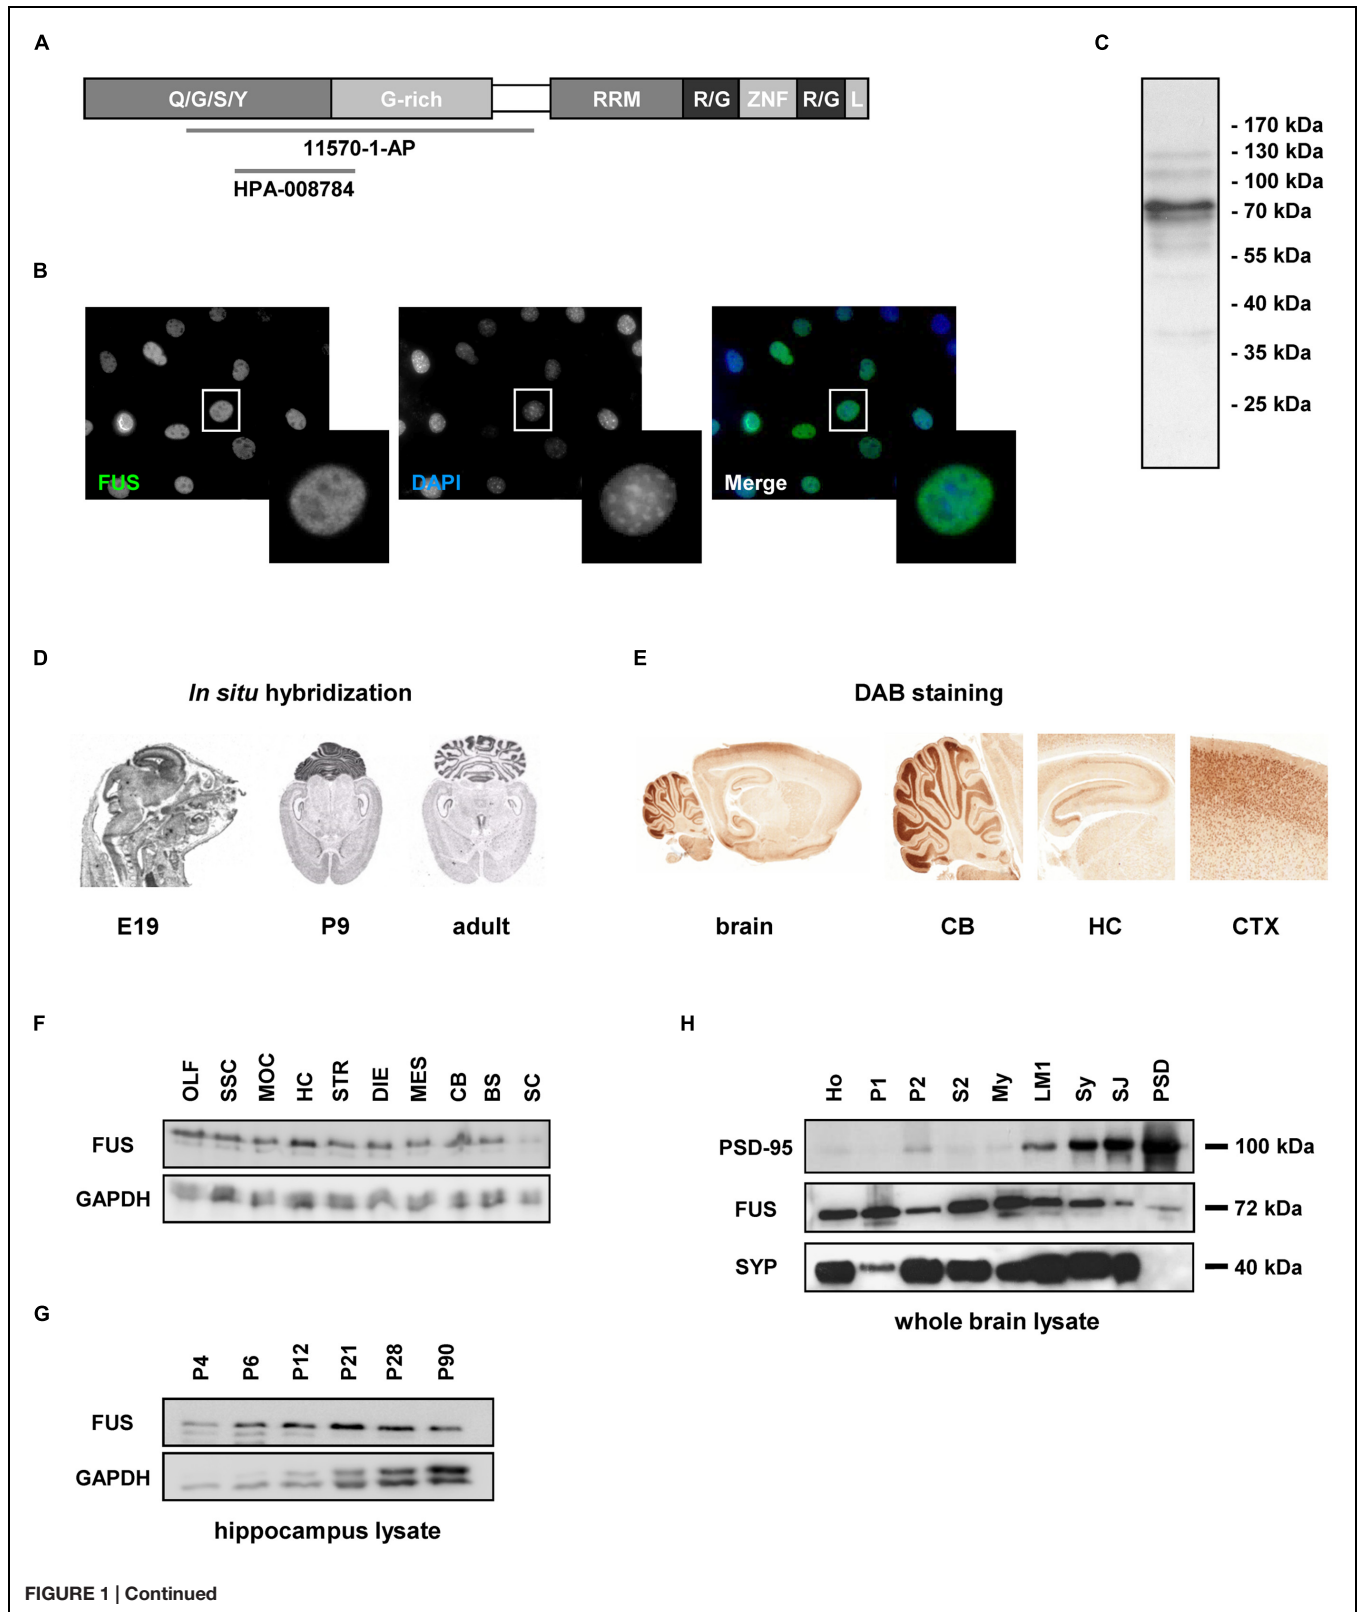 A
Q/G/S/Y G-rich RRM R/G ZNF R/G L
11570-1-AP
HPA-008784
B
FUS
DAPI
Merge
C
- 170 kDa
- 130 kDa
- 100 kDa
- 70 kDa
- 55 kDa
- 40 kDa
- 35 kDa
- 25 kDa
D
In situ hybridization
E19 P9 adult
E
DAB staining
brain CB HC CTX
F
OLF SSC MOC HC STR DIE MES CB BS SC
FUS
GAPDH
G
P4 P6 P12 P21 P28 P90
FUS
GAPDH
hippocampus lysate
H
Ho P1 P2 S2 My LM1 Sy SJ PSD
PSD-95 100 kDa
FUS 72 kDa
SYP 40 kDa
whole brain lysate
FIGURE 1 | Continued